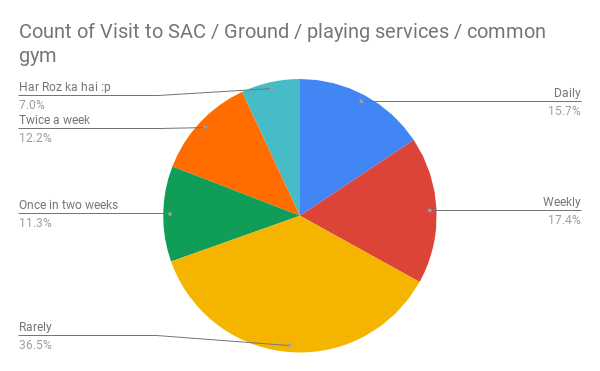 Count of Visit to SAC / Ground / playing services / common
gym
Har Roz ka hai :p
7.0%
Twice a week
12.2%
Once in two weeks
11.3%
Rarely
36.5%
Daily
15.7%
Weekly
17.4%